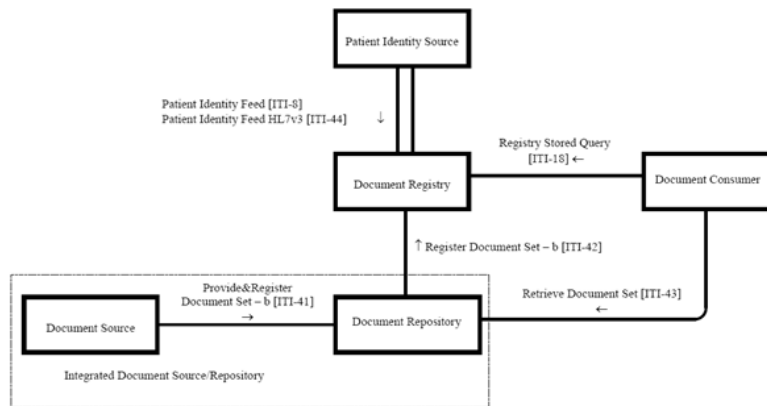 Patient Identity Source
Patient Identity Feed [ITI-8]
Patient Identity Feed HL7v3 [ITI-44] ↓
Registry Stored Query
[ITI-18] ←
Document Registry
Document Consumer
↑ Register Document Set – b [ITI-42]
Provide&Register
Document Set – b [ITI-41]
→
Retrieve Document Set [ITI-43]
←
Document Source
Document Repository
Integrated Document Source/Repository